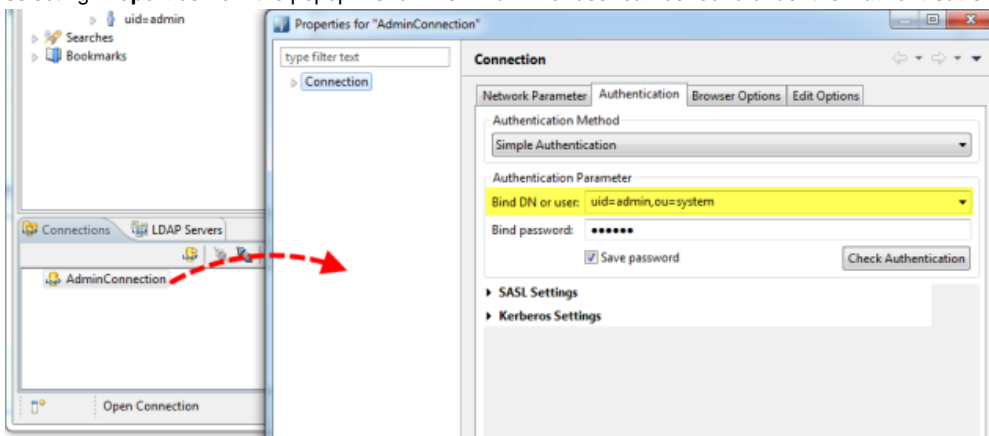 uid=admin
Searches
Bookmarks
Properties for "AdminConnection"
type filter text
Connection
Connection
Network Parameter Authentication Browser Options Edit Options
Authentication Method
Simple Authentication
Authentication Parameter
Bind DN or user: uid=admin,ou=system
Bind password: ●●●●●●
Save password Check Authentication
SASL Settings
Kerberos Settings
Connections LDAP Servers
AdminConnection
Open Connection